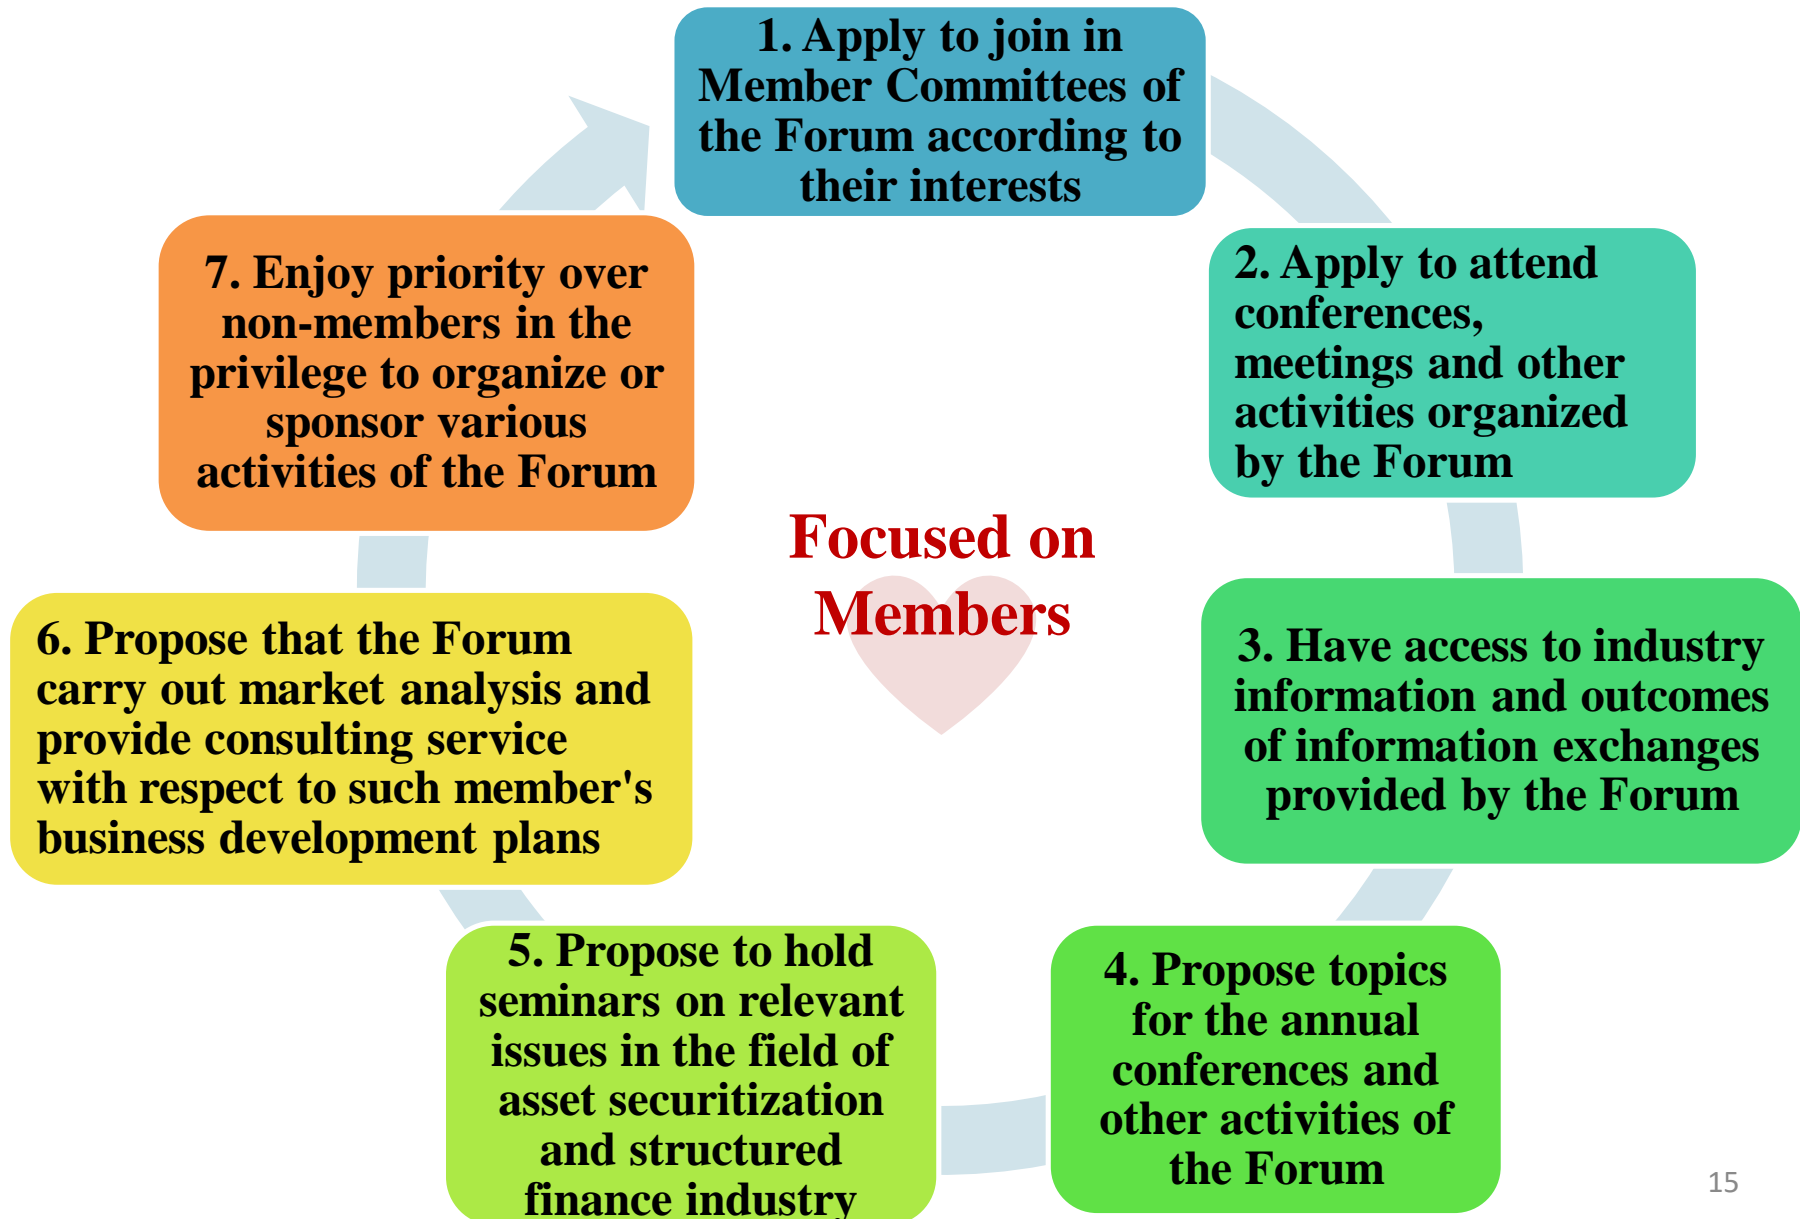 1. Apply to join in
Member Committees of
the Forum according to
their interests
2. Apply to attend
conferences,
meetings and other
activities organized
by the Forum
3. Have access to industry
information and outcomes
of information exchanges
provided by the Forum
4. Propose topics
for the annual
conferences and
other activities of
the Forum
5. Propose to hold
seminars on relevant
issues in the field of
asset securitization
and structured
finance industry
6. Propose that the Forum
carry out market analysis and
provide consulting service
with respect to such member's
business development plans
7. Enjoy priority over
non-members in the
privilege to organize or
sponsor various
activities of the Forum
Focused on
Members
15